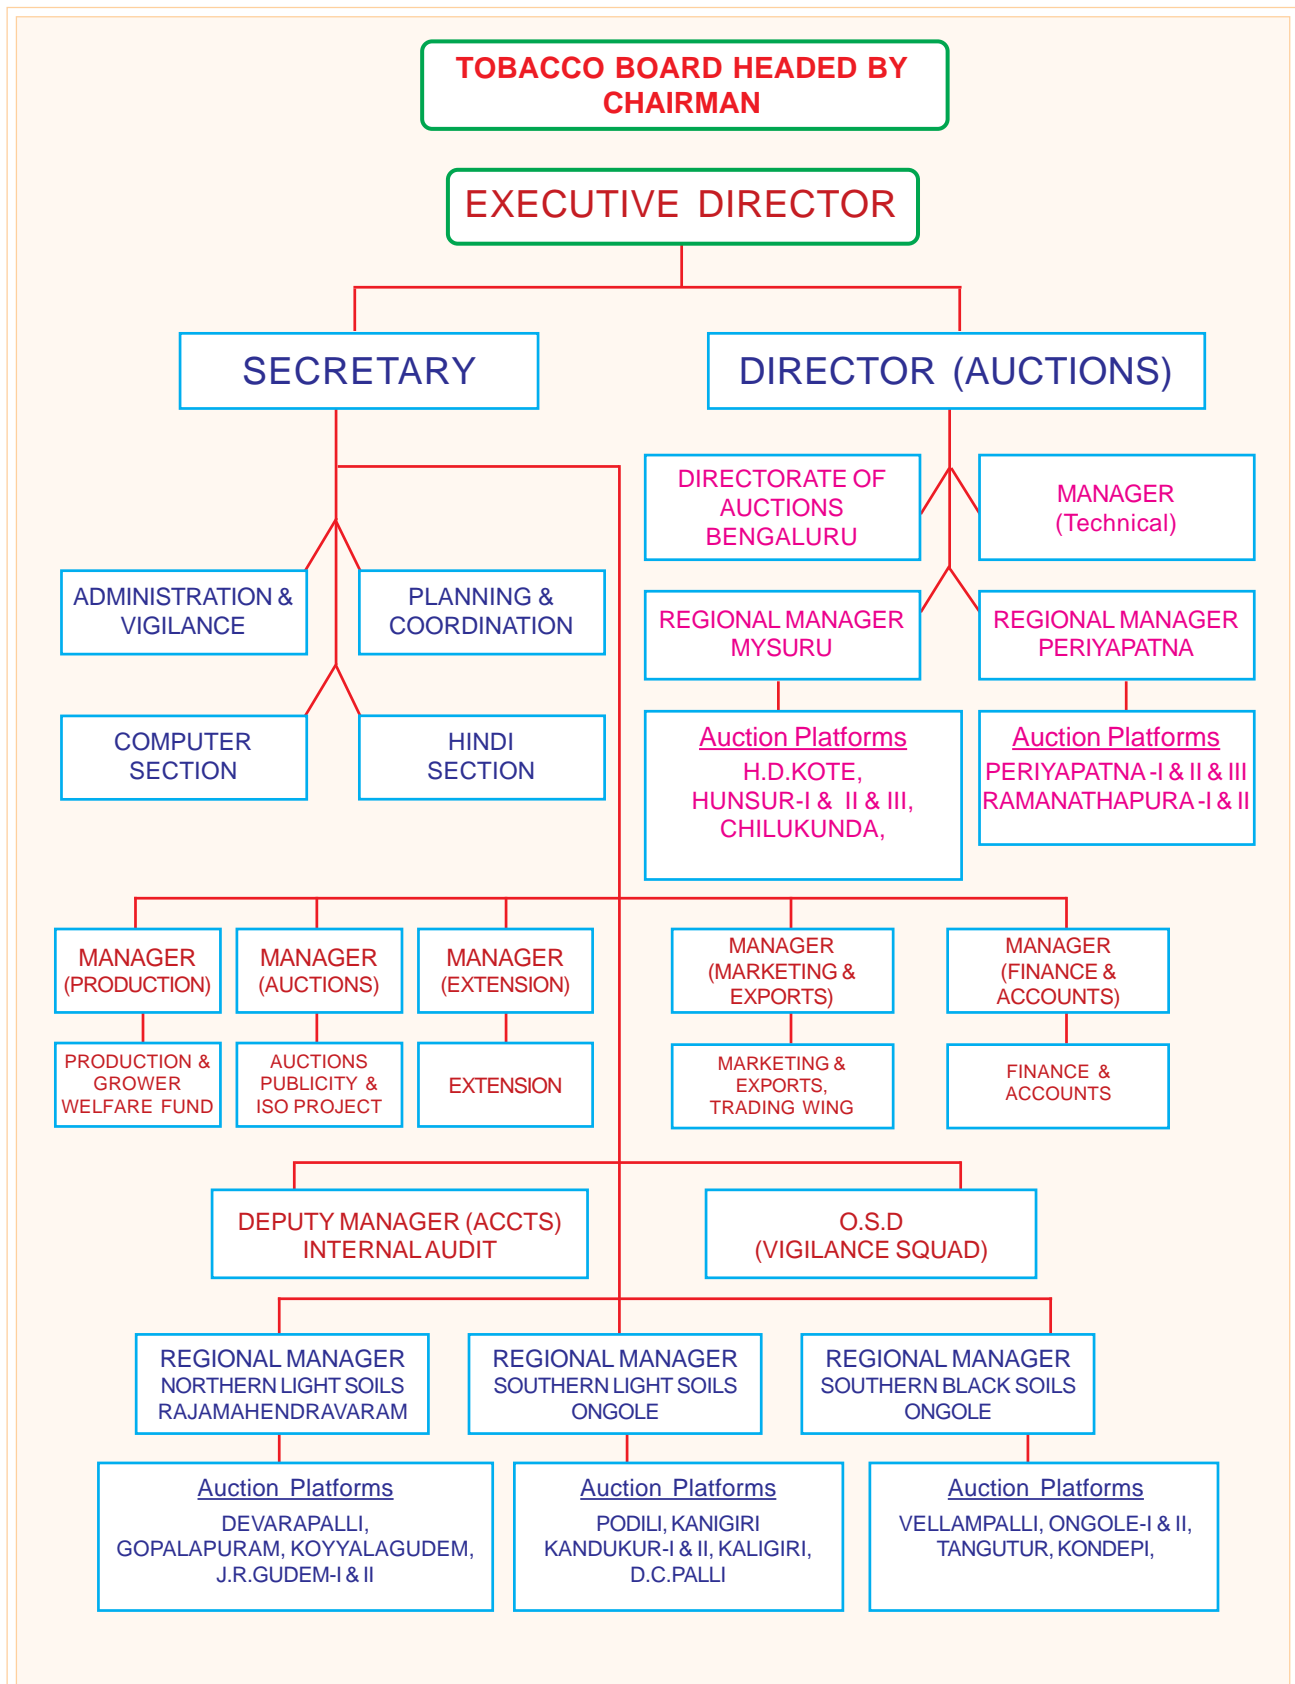 TOBACCO BOARD HEADED BY
CHAIRMAN
EXECUTIVE DIRECTOR
SECRETARY
DIRECTOR (AUCTIONS)
DIRECTORATE OF
AUCTIONS
BENGALURU
MANAGER
(Technical)
ADMINISTRATION &
VIGILANCE
PLANNING &
COORDINATION
REGIONAL MANAGER
MYSURU
REGIONAL MANAGER
PERIYAPATNA
COMPUTER
SECTION
HINDI
SECTION
Auction Platforms
H.D.KOTE,
HUNSUR-I & II & III,
CHILUKUNDA,
Auction Platforms
PERIYAPATNA -I & II & III
RAMANATHAPURA -I & II
MANAGER
(PRODUCTION)
MANAGER
(AUCTIONS)
MANAGER
(EXTENSION)
MANAGER
(MARKETING &
EXPORTS)
MANAGER
(FINANCE &
ACCOUNTS)
PRODUCTION &
GROWER
WELFARE FUND
AUCTIONS
PUBLICITY &
ISO PROJECT
EXTENSION
MARKETING &
EXPORTS,
TRADING WING
FINANCE &
ACCOUNTS
DEPUTY MANAGER (ACCTS)
INTERNAL AUDIT
O.S.D
(VIGILANCE SQUAD)
REGIONAL MANAGER
NORTHERN LIGHT SOILS
RAJAMAHENDRAVARAM
REGIONAL MANAGER
SOUTHERN LIGHT SOILS
ONGOLE
REGIONAL MANAGER
SOUTHERN BLACK SOILS
ONGOLE
Auction Platforms
DEVARAPALLI,
GOPALAPURAM, KOYYALAGUDEM,
J.R.GUDEM-I & II
Auction Platforms
PODILI, KANIGIRI
KANDUKUR-I & II, KALIGIRI,
D.C.PALLI
Auction Platforms
VELLAMPALLI, ONGOLE-I & II,
TANGUTUR, KONDEPI,